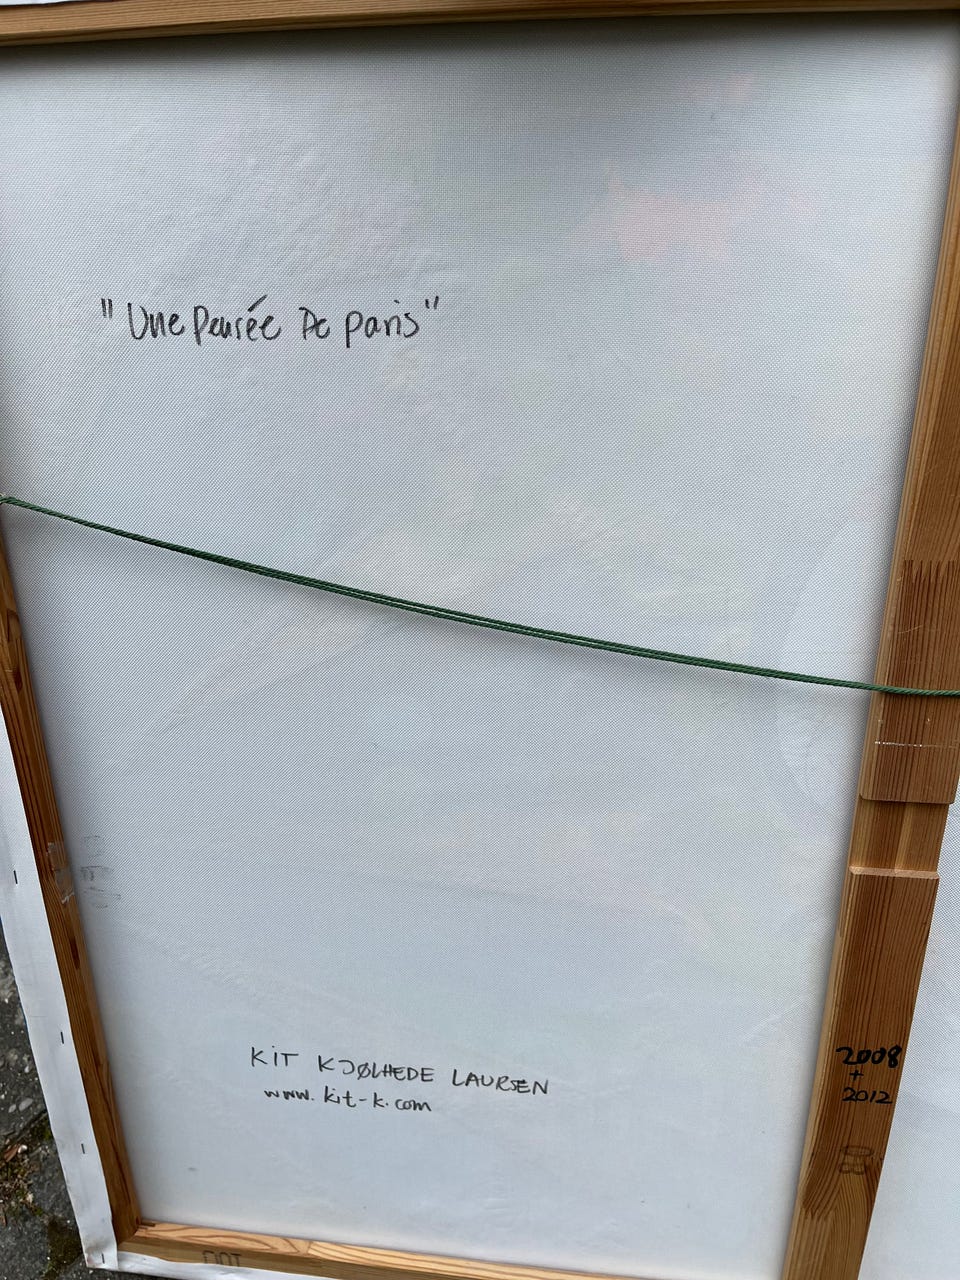 "Une Pensée De Paris"
KIT KJØLHEDE LAURSEN
www.kit-k.com
2008
+
2012